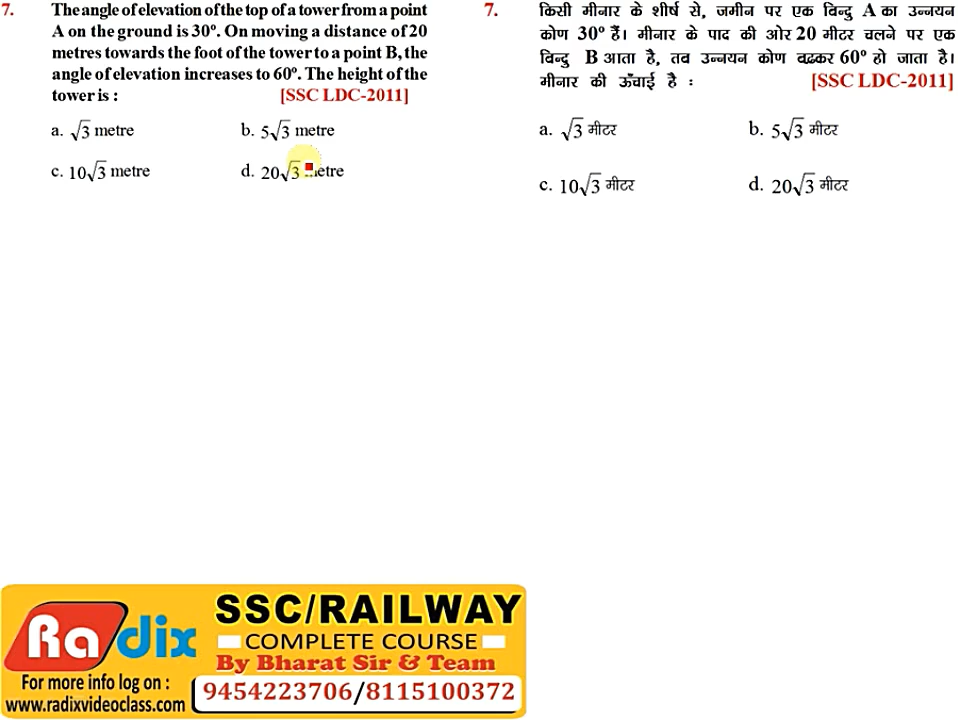 7. The angle of elevation of the top of a tower from a point
A on the ground is 30º. On moving a distance of 20
metres towards the foot of the tower to a point B, the
angle of elevation increases to 60º. The height of the
tower is : [SSC LDC-2011]
a. √3 metre b. 5√3 metre
c. 10√3 metre d. 20√3 metre
7. किसी मीनार के शीर्ष से, जमीन पर एक बिन्दु A का उन्नयन
कोण 30º हैं। मीनार के पाद की ओर 20 मीटर चलने पर एक
बिन्दु B आता है, तब उन्नयन कोण बढ़कर 60º हो जाता है।
मीनार की ऊँचाई है : [SSC LDC-2011]
a. √3 मीटर b. 5√3 मीटर
c. 10√3 मीटर d. 20√3 मीटर
Radix
For more info log on :
www.radixvideoclass.com
SSC/RAILWAY
COMPLETE COURSE
By Bharat Sir & Team
9454223706/8115100372